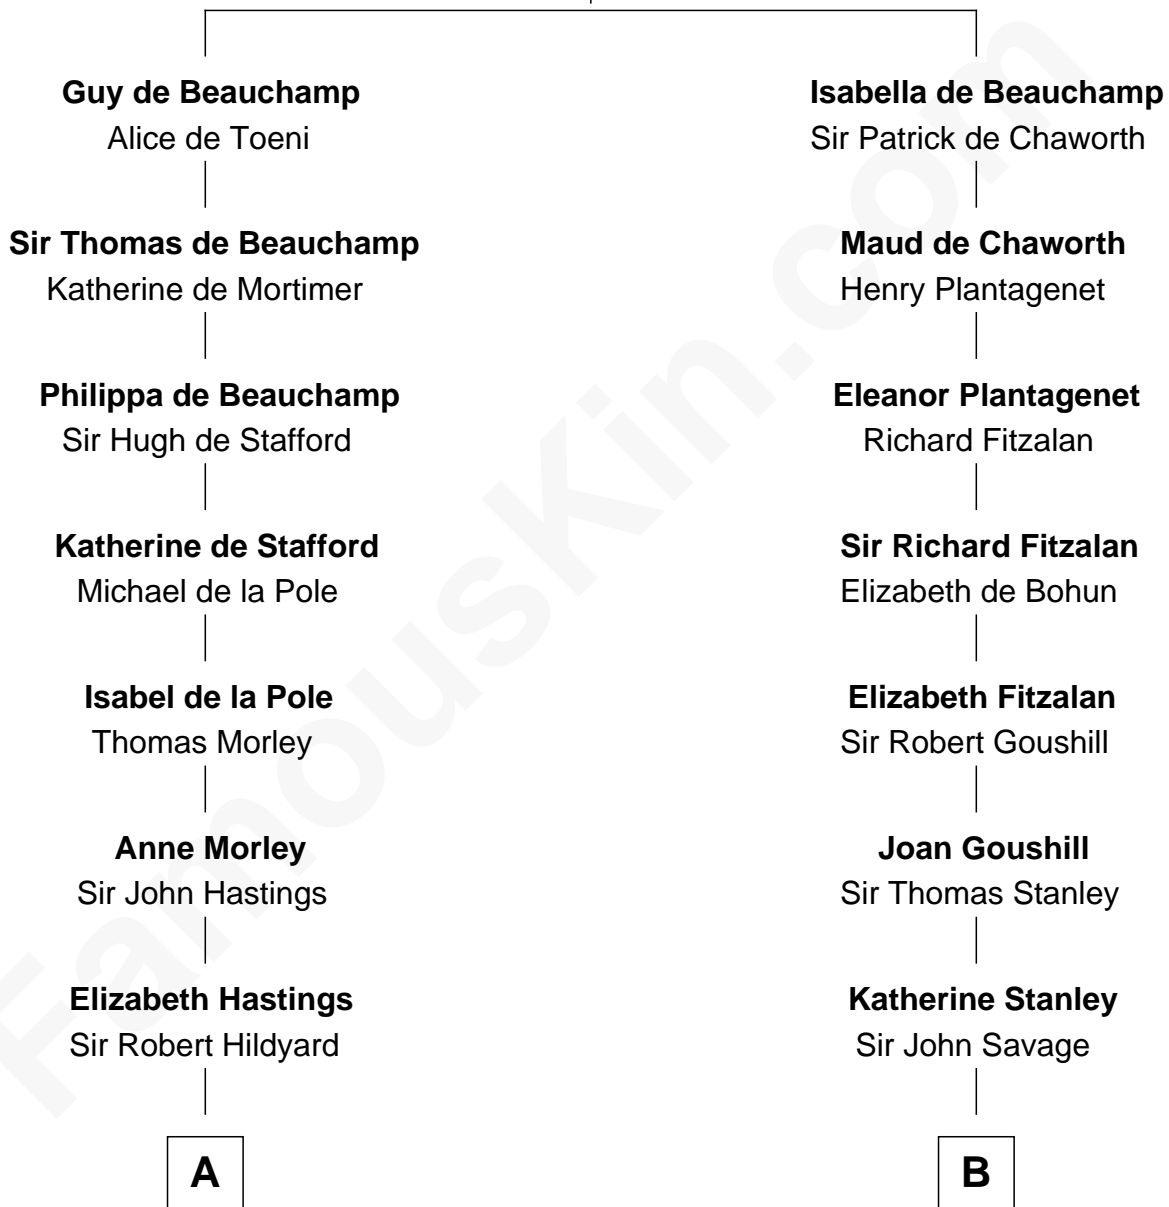 Guy de Beauchamp
Alice de Toeni
Sir Thomas de Beauchamp
Katherine de Mortimer
Philippa de Beauchamp
Sir Hugh de Stafford
Katherine de Stafford
Michael de la Pole
Isabel de la Pole
Thomas Morley
Anne Morley
Sir John Hastings
Elizabeth Hastings
Sir Robert Hildyard
A
Isabella de Beauchamp
Sir Patrick de Chaworth
Maud de Chaworth
Henry Plantagenet
Eleanor Plantagenet
Richard Fitzalan
Sir Richard Fitzalan
Elizabeth de Bohun
Elizabeth Fitzalan
Sir Robert Goushill
Joan Goushill
Sir Thomas Stanley
Katherine Stanley
Sir John Savage
B
FamousKin.com